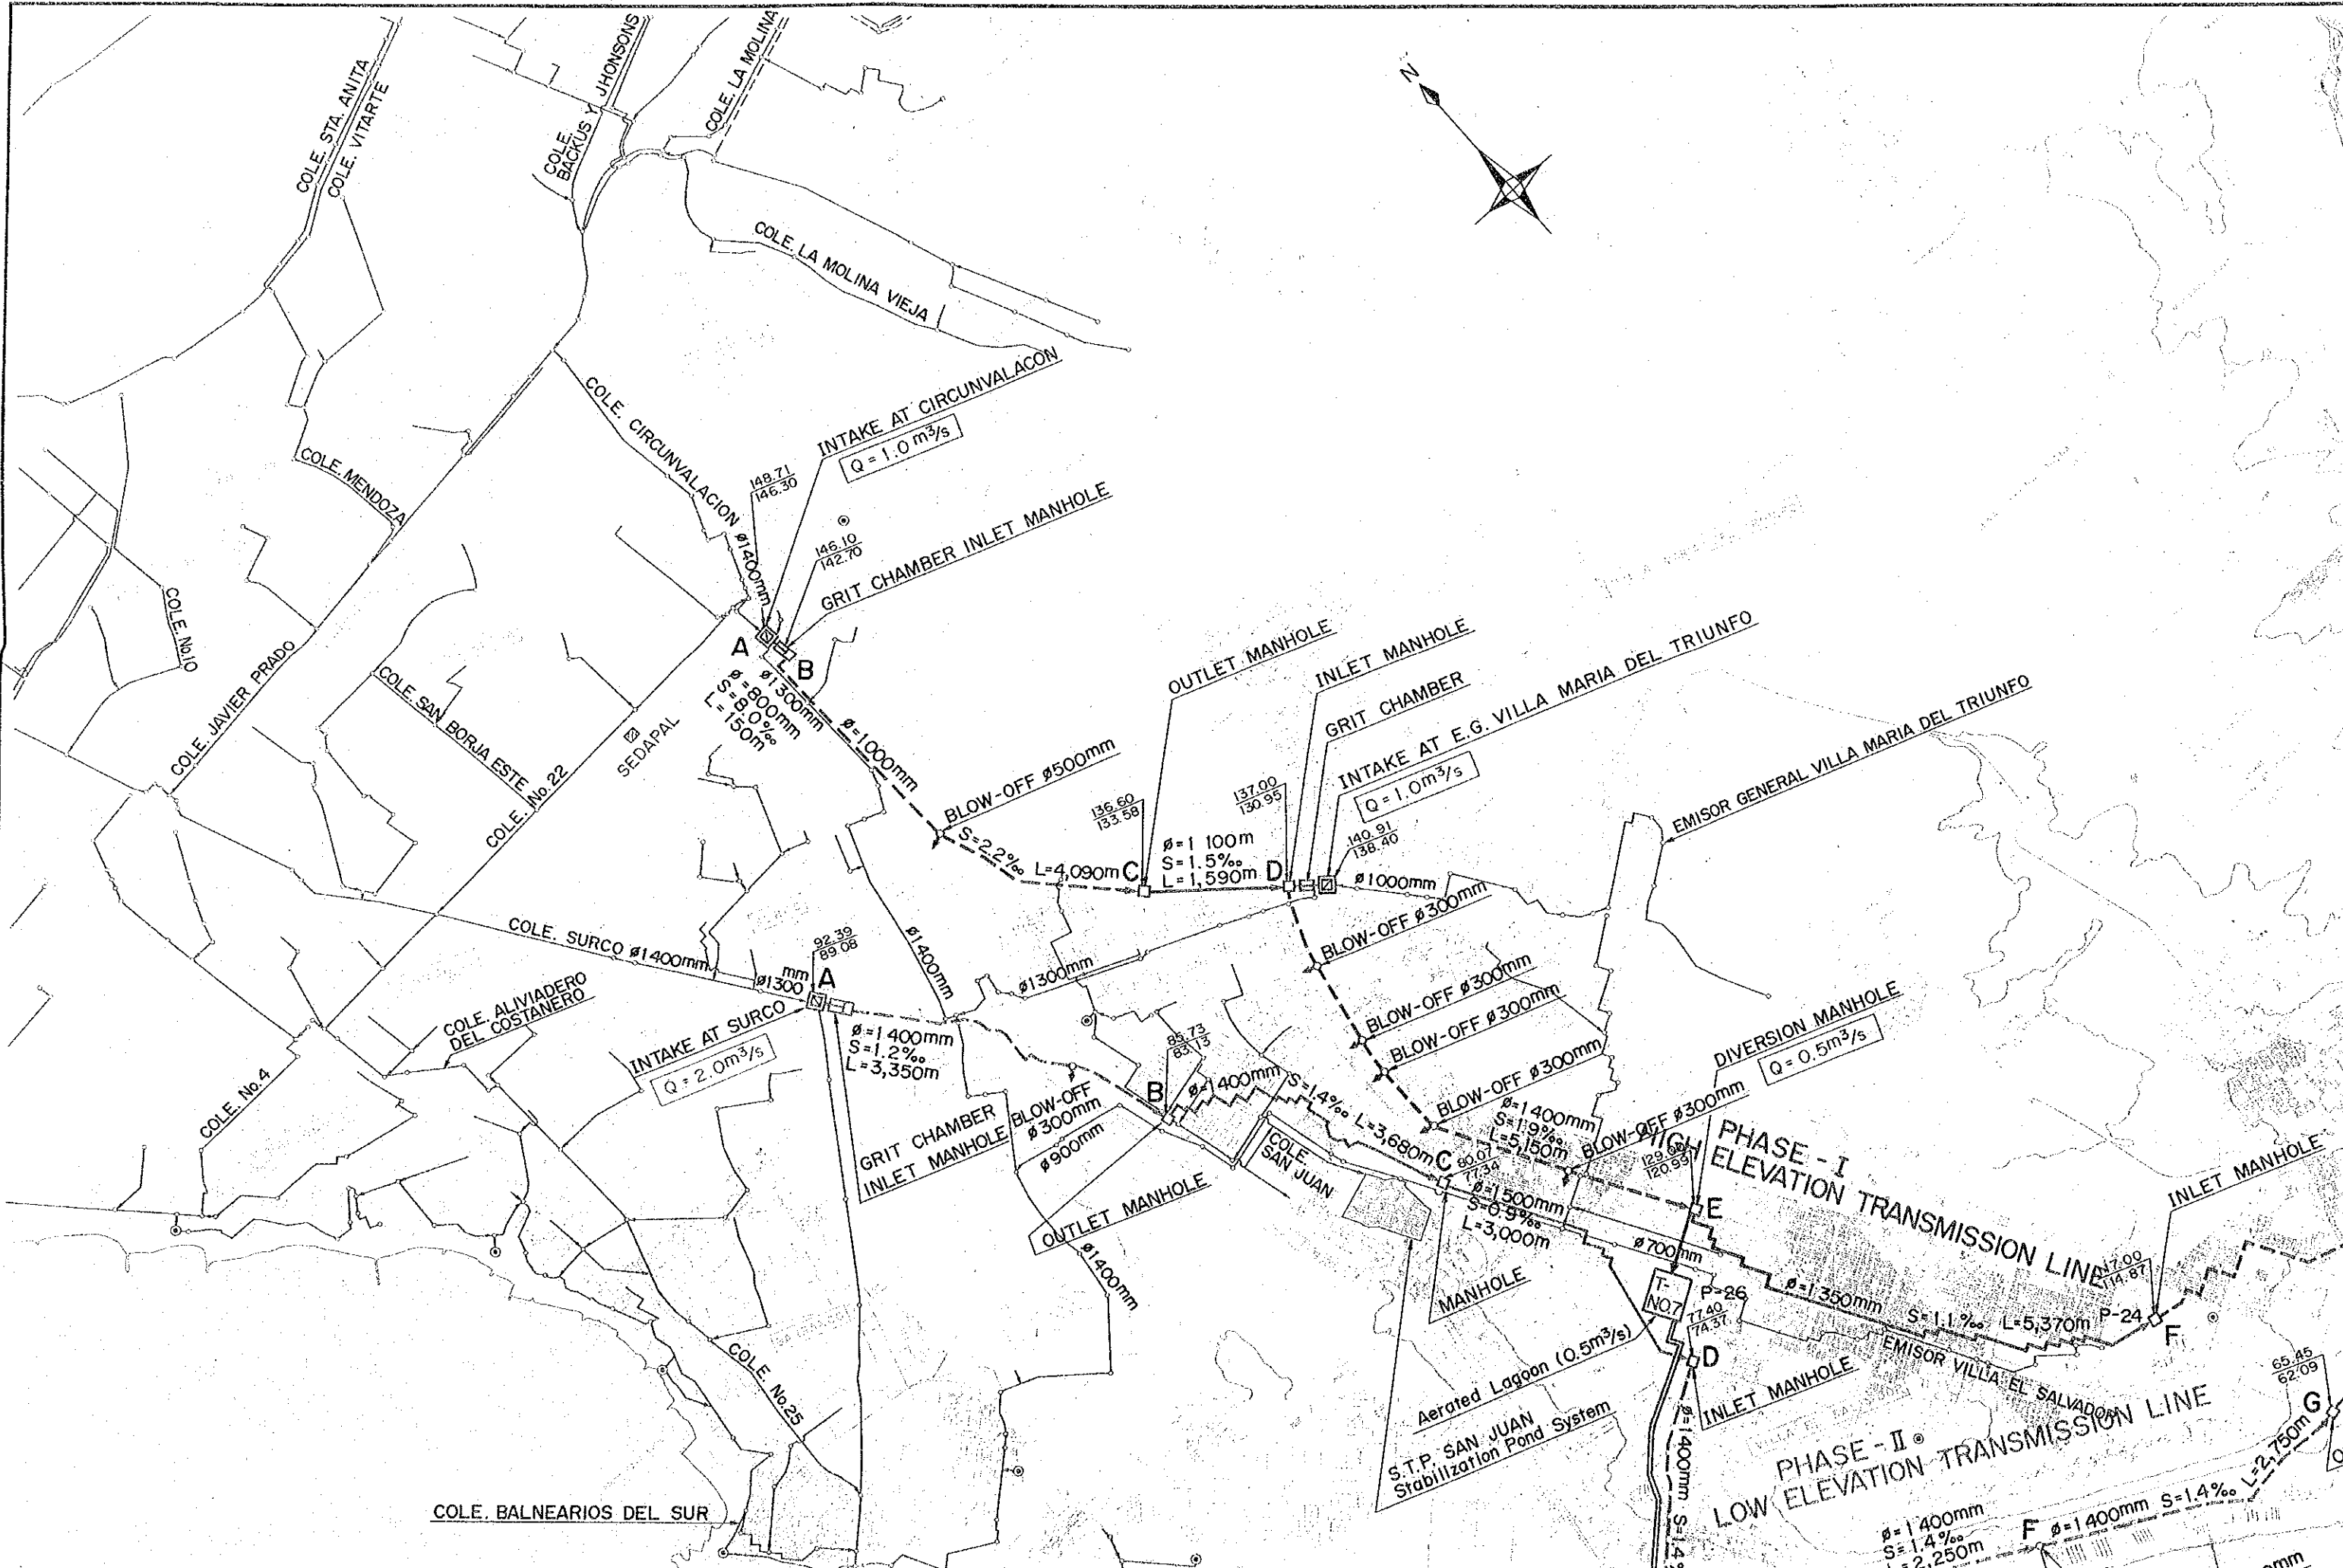 COLE. STA. ANITA
COLE. VITARTE
COLE.
BACKUS Y JHONSONS
COLE. LA MOLINA
N
COLE. LA MOLINA VIEJA
COLE. CIRCUNVALACION
INTAKE AT CIRCUNVALACON
Q = 1.0 m³/s
148.71
146.30
COLE. MENDOZA
ø1400mm
146.10
142.70
GRIT CHAMBER INLET MANHOLE
COLE. No.10
A
B
COLE. JAVIER PRADO
COLE. SAN BORJA ESTE
COLE. No. 22
SEDAPAL
ø1300mm
ø=800mm
S=8.0‰
L=150m
ø=1000mm
BLOW-OFF ø500mm
S=2.2‰
L=4,090m
C
OUTLET MANHOLE
136.60
133.58
ø=1 100m
S=1.5‰
L=1,590m
D
INLET MANHOLE
137.00
130.95
GRIT CHAMBER
INTAKE AT E.G. VILLA MARIA DEL TRIUNFO
Q=1.0m³/s
140.91
138.40
ø1000mm
EMISOR GENERAL VILLA MARIA DEL TRIUNFO
BLOW-OFF ø300mm
BLOW-OFF ø300mm
BLOW-OFF ø300mm
BLOW-OFF ø300mm
COLE. SURCO ø1400mm
mm
ø1300
92.39
89.08
A
ø1400mm
ø1300mm
COLE. ALIVIADERO
DEL COSTANERO
INTAKE AT SURCO
Q = 2.0m³/s
ø=1400mm
S=1.2‰
L=3,350m
COLE. No.4
GRIT CHAMBER
INLET MANHOLE
BLOW-OFF
ø300mm
ø900mm
85.73
83.13
B
ø=1400mm
S=1.4‰
L=3,680m
OUTLET MANHOLE
COLE
SAN JUAN
ø1400mm
DIVERSION MANHOLE
Q=0.5m³/s
ø=1400mm
S=1.9‰
L=5,150m
BLOW-OFF ø300mm
C
80.07
77.34
ø=1500mm
S=0.9‰
L=3,000m
ø700mm
129.60
120.99
E
PHASE - I
HIGH ELEVATION TRANSMISSION LINE
INLET MANHOLE
117.00
114.87
P-24
F
ø=1350mm
S=1.1‰
L=5,370m
EMISOR VILLA EL SALVADOR
MANHOLE
T-
NO.7
P-26
77.40
74.37
D
INLET MANHOLE
Aerated Lagoon (0.5m³/s)
S.T.P. SAN JUAN
Stabilization Pond System
COLE. No.25
COLE. BALNEARIOS DEL SUR
ø=1400mm S=1.4‰
PHASE - II
LOW ELEVATION TRANSMISSION LINE
65.45
62.09
G
L=2,750m
ø=1400mm S=1.4‰
F
ø=1400mm
S=1.4‰
L=2,250m